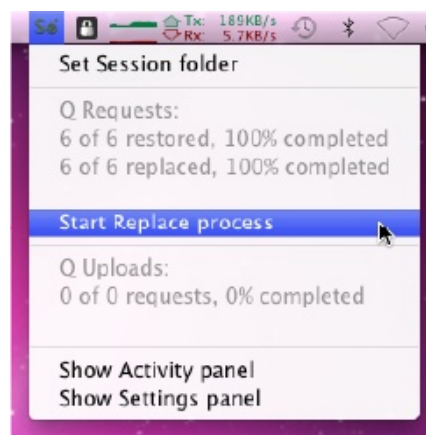 Se
Tx: 189KB/s
Rx: 5.7KB/s
Set Session folder
Q Requests:
6 of 6 restored, 100% completed
6 of 6 replaced, 100% completed
Start Replace process
Q Uploads:
0 of 0 requests, 0% completed
Show Activity panel
Show Settings panel